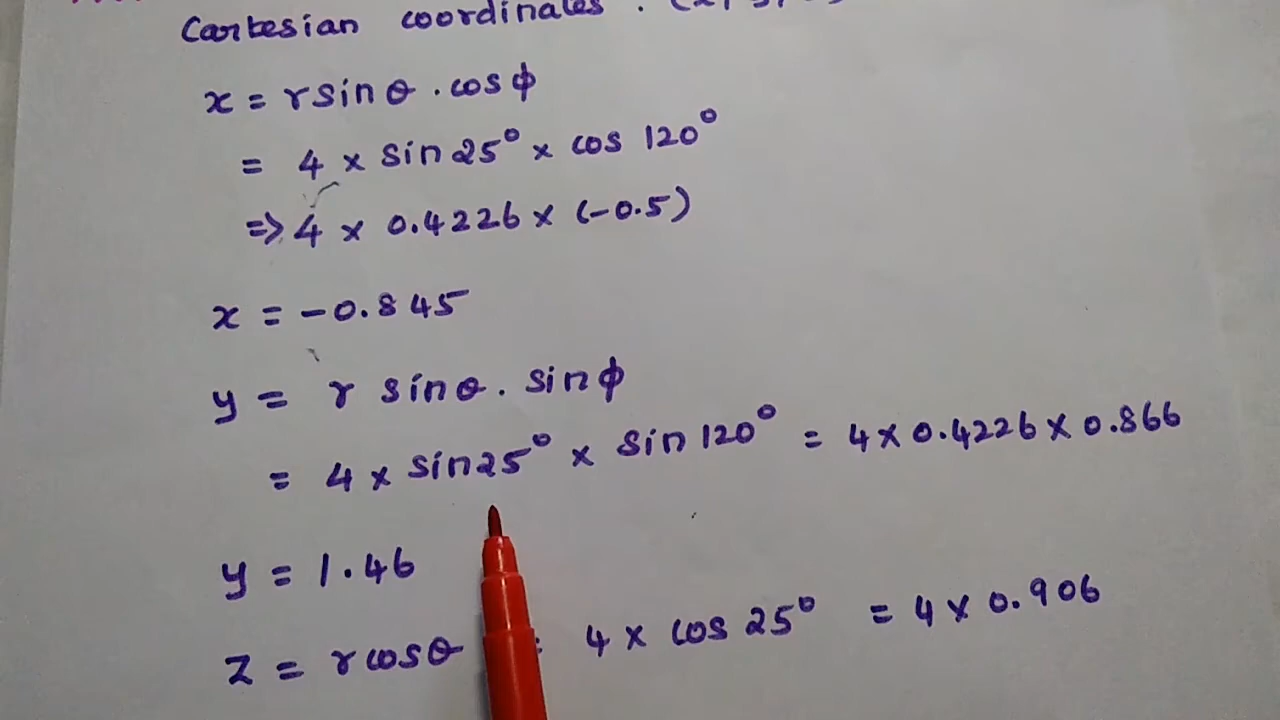 Cartesian coordinates : (x, y, z)
x = r sin θ . cos ϕ
= 4 × sin 25° × cos 120°
=> 4 × 0.4226 × (-0.5)
x = -0.845
y = r sin θ . sin ϕ
= 4 × sin 25° × sin 120° = 4 × 0.4226 × 0.866
y = 1.46
z = r cos θ = 4 × cos 25° = 4 × 0.906